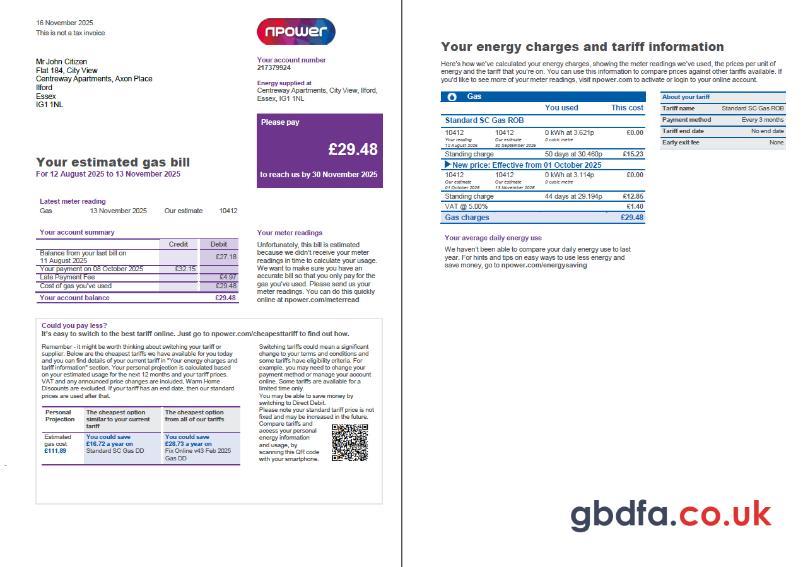 16 November 2025
This is not a tax invoice
npower
Mr John Citizen
Flat 184, City View
Centreway Apartments, Axon Place
Ilford
Essex
IG1 1NL
Your account number
217379924
Energy supplied at
Centreway Apartments, City View, Ilford,
Essex, IG1 1NL
Please pay
£29.48
to reach us by 30 November 2025
Your estimated gas bill
For 12 August 2025 to 13 November 2025
Latest meter reading
Gas 13 November 2025 Our estimate 10412
Your account summary
Credit Debit
Balance from your last bill on
11 August 2025 £27.18
Your payment on 08 October 2025 £32.15
Late Payment Fee £4.97
Cost of gas you've used £29.48
Your account balance £29.48
Your meter readings
Unfortunately, this bill is estimated
because we didn't receive your meter
readings in time to calculate your usage.
We want to make sure you have an
accurate bill so that you only pay for the
gas you've used. Please send us your
meter readings. You can do this quickly
online at npower.com/meterread
Could you pay less?
It's easy to switch to the best tariff online. Just go to npower.com/cheapesttariff to find out how.
Remember - it might be worth thinking about switching your tariff or
supplier. Below are the cheapest tariffs we have available for you today
and you can find details of your current tariff in "Your energy charges and
tariff information" section. Your personal projection is calculated based
on your estimated usage for the next 12 months and your tariff prices.
VAT and any announced price changes are included. Warm Home
Discounts are excluded. If your tariff has an end date, then our standard
prices are used after that.
Personal
Projection
The cheapest option
similar to your current
tariff
The cheapest option
from all of our tariffs
Estimated
gas cost
£111.89
You could save
£16.72 a year on
Standard SC Gas DD
You could save
£28.73 a year on
Fix Online v43 Feb 2025
Gas DD
Switching tariffs could mean a significant
change to your terms and conditions and
some tariffs have eligibility criteria. For
example, you may need to change your
payment method or manage your account
online. Some tariffs are available for a
limited time only.
You may be able to save money by
switching to Direct Debit.
Please note your standard tariff price is not
fixed and may be increased in the future.
Compare tariffs and
access your personal
energy information
and usage, by
scanning this QR code
with your smartphone.
Your energy charges and tariff information
Here's how we've calculated your energy charges, showing the meter readings we've used, the prices per unit of
energy and the tariff that you're on. You can use this information to compare prices against other tariffs available. If
you'd like to see more of your meter readings, visit npower.com to activate or login to your online account.
Gas
You used This cost
Standard SC Gas ROB
10412 10412 0 kWh at 3.621p £0.00
Your reading Our estimate 0 cubic metre
12 August 2025 30 September 2025
Standing charge 50 days at 30.460p £15.23
New price: Effective from 01 October 2025
10412 10412 0 kWh at 3.114p £0.00
Our estimate Our estimate 0 cubic metre
01 October 2025 13 November 2025
Standing charge 44 days at 29.194p £12.85
VAT @ 5.00% £1.40
Gas charges £29.48
About your tariff
Tariff name Standard SC Gas ROB
Payment method Every 3 months
Tariff end date No end date
Early exit fee None
Your average daily energy use
We haven't been able to compare your daily energy use to last
year. For hints and tips on easy ways to use less energy and
save money, go to npower.com/energysaving
gbdfa.co.uk